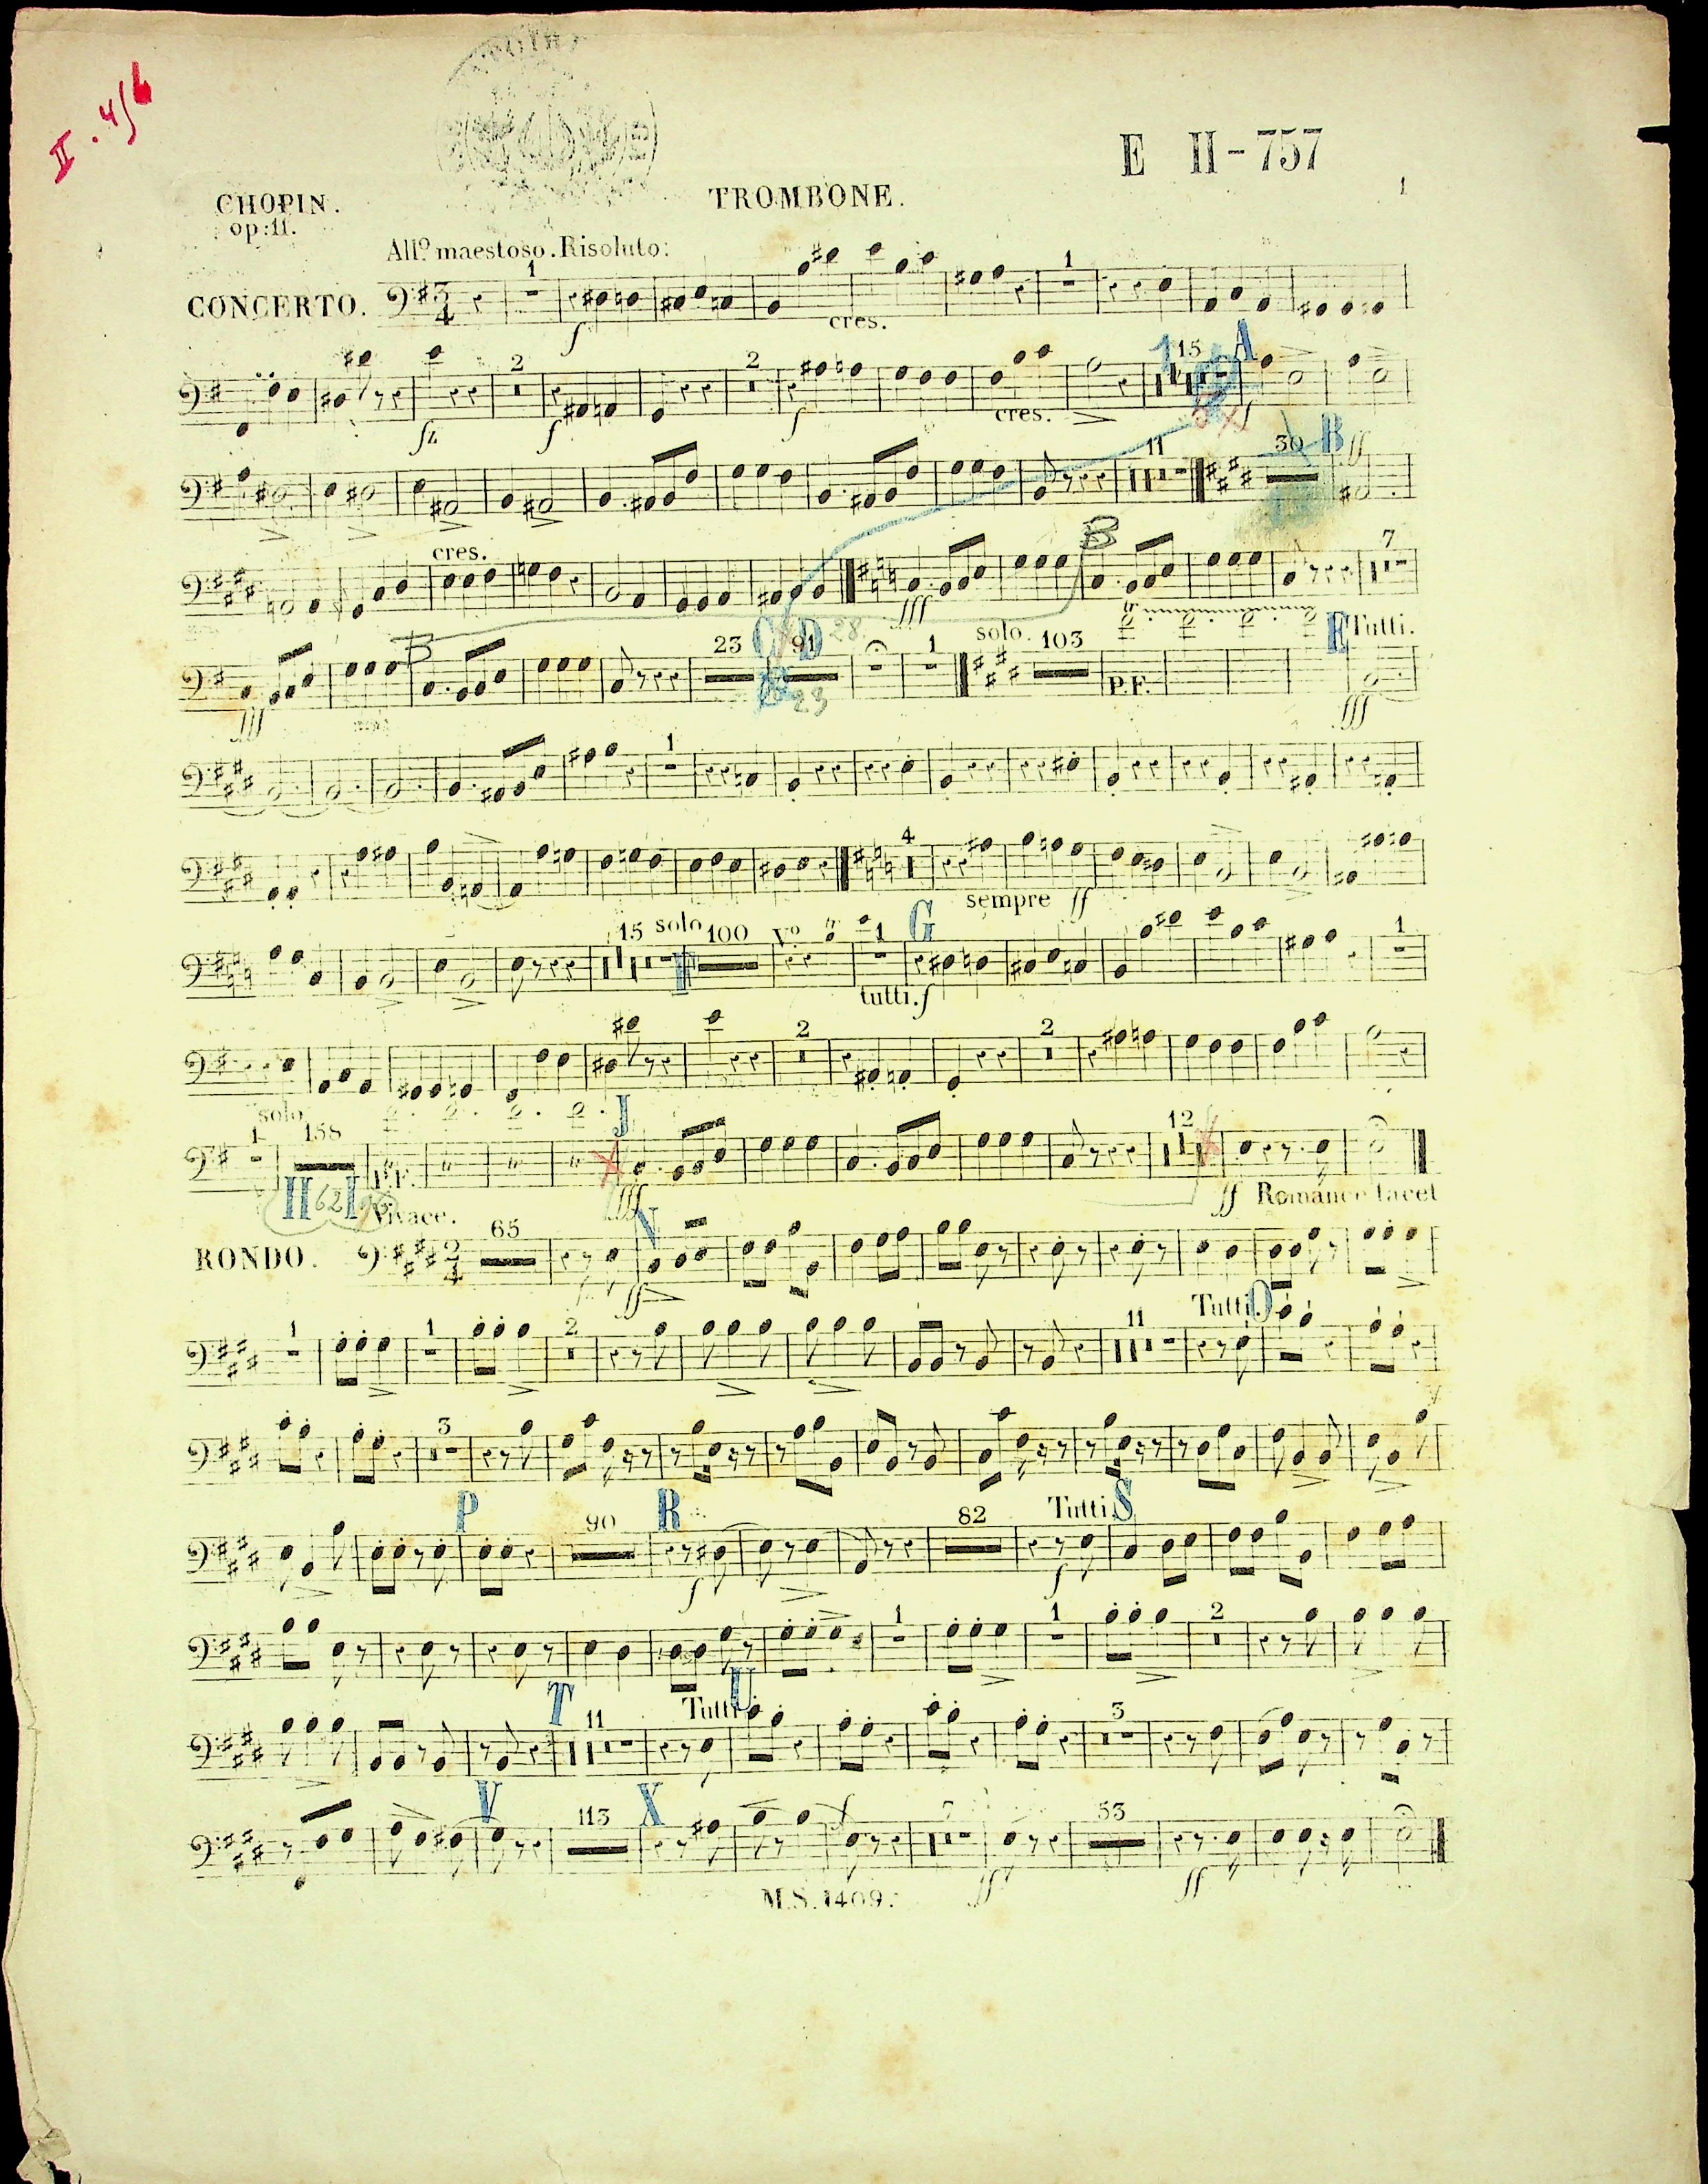 II. 4/6
E II-757
1
CHOPIN.
TROMBONE.
op:11.
All.º maestoso. Risoluto:
CONCERTO.
1 1
f cres.
2 2 15 A
fz f f cres. f
11 30 B ff
cres. B 7
fff
B 23 C D 91 28 1 solo. 103 tr E Tutti.
23 P.F. fff
fff
1
4
sempre ff
15 solo 100 Vº tr 1 G
F tutti. f
1
2 2
solo
1 158 J 12
P.F. fff ff Romance tacet
H 62 I Vivace.
RONDO. 65 N
ff
1 1 2 11 Tutti. O
3
P 90 R 82 Tutti S
f f
1 1 2
T 11 Tutti U 3
V 113 X f 53
ff ff
M.S. 1409.